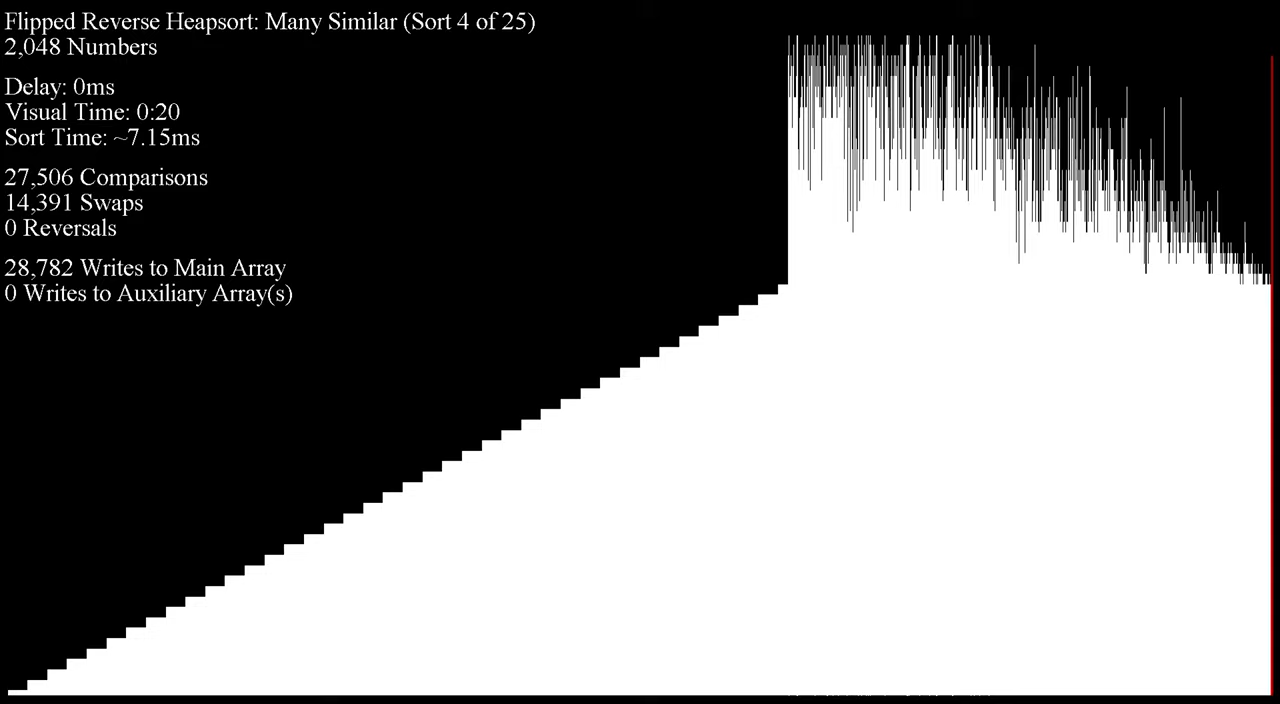 Flipped Reverse Heapsort: Many Similar (Sort 4 of 25)
2,048 Numbers
Delay: 0ms
Visual Time: 0:20
Sort Time: ~7.15ms
27,506 Comparisons
14,391 Swaps
0 Reversals
28,782 Writes to Main Array
0 Writes to Auxiliary Array(s)